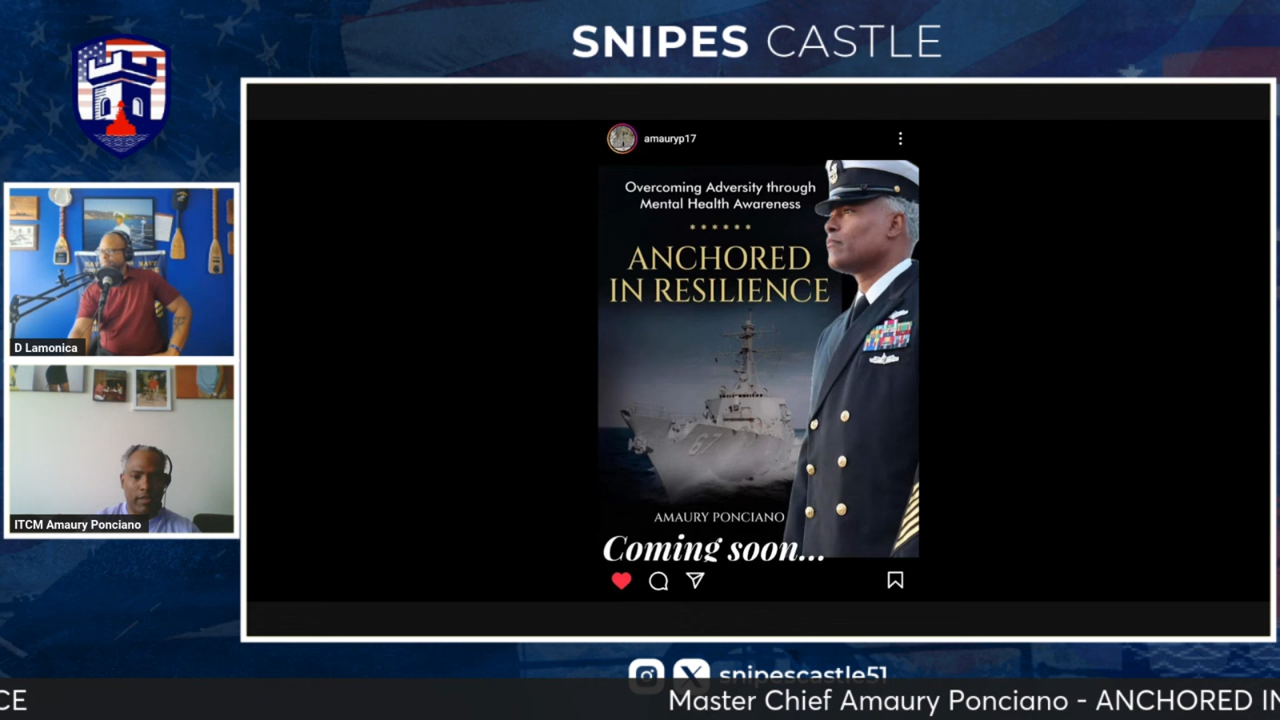 SNIPES CASTLE
amauryp17
Overcoming Adversity through
Mental Health Awareness
ANCHORED
IN RESILIENCE
67
AMAURY PONCIANO
Coming soon...
D Lamonica
ITCM Amaury Ponciano
snipescastle51
CE
Master Chief Amaury Ponciano - ANCHORED IN